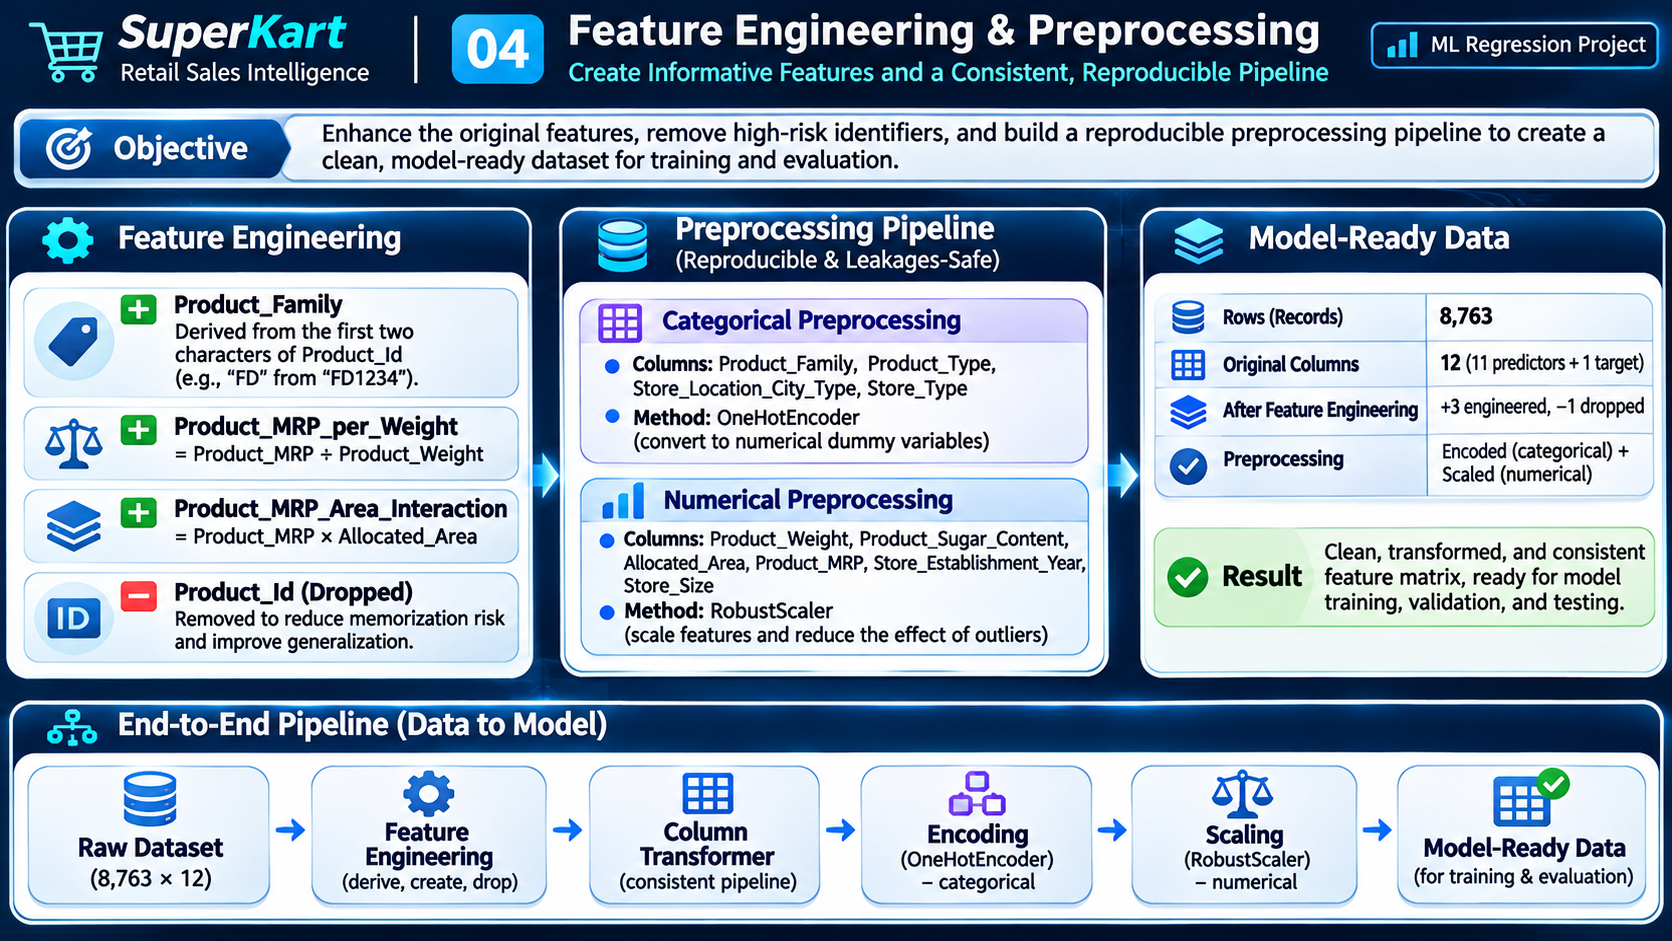 SuperKart
Retail Sales Intelligence
04
Feature Engineering & Preprocessing
Create Informative Features and a Consistent, Reproducible Pipeline
ML Regression Project
Objective
Enhance the original features, remove high-risk identifiers, and build a reproducible preprocessing pipeline to create a
clean, model-ready dataset for training and evaluation.
Feature Engineering
Product_Family
Derived from the first two
characters of Product_Id
(e.g., “FD” from “FD1234”).
Product_MRP_per_Weight
= Product_MRP ÷ Product_Weight
Product_MRP_Area_Interaction
= Product_MRP × Allocated_Area
ID
Product_Id (Dropped)
Removed to reduce memorization risk
and improve generalization.
Preprocessing Pipeline
(Reproducible & Leakages-Safe)
Categorical Preprocessing
Columns: Product_Family, Product_Type,
Store_Location_City_Type, Store_Type
Method: OneHotEncoder
(convert to numerical dummy variables)
Numerical Preprocessing
Columns: Product_Weight, Product_Sugar_Content,
Allocated_Area, Product_MRP, Store_Establishment_Year,
Store_Size
Method: RobustScaler
(scale features and reduce the effect of outliers)
Model-Ready Data
Rows (Records) 8,763
Original Columns 12 (11 predictors + 1 target)
After Feature Engineering +3 engineered, −1 dropped
Preprocessing Encoded (categorical) +
Scaled (numerical)
Result
Clean, transformed, and consistent
feature matrix, ready for model
training, validation, and testing.
End-to-End Pipeline (Data to Model)
Raw Dataset
(8,763 × 12)
Feature
Engineering
(derive, create, drop)
Column
Transformer
(consistent pipeline)
Encoding
(OneHotEncoder)
– categorical
Scaling
(RobustScaler)
– numerical
Model-Ready Data
(for training & evaluation)